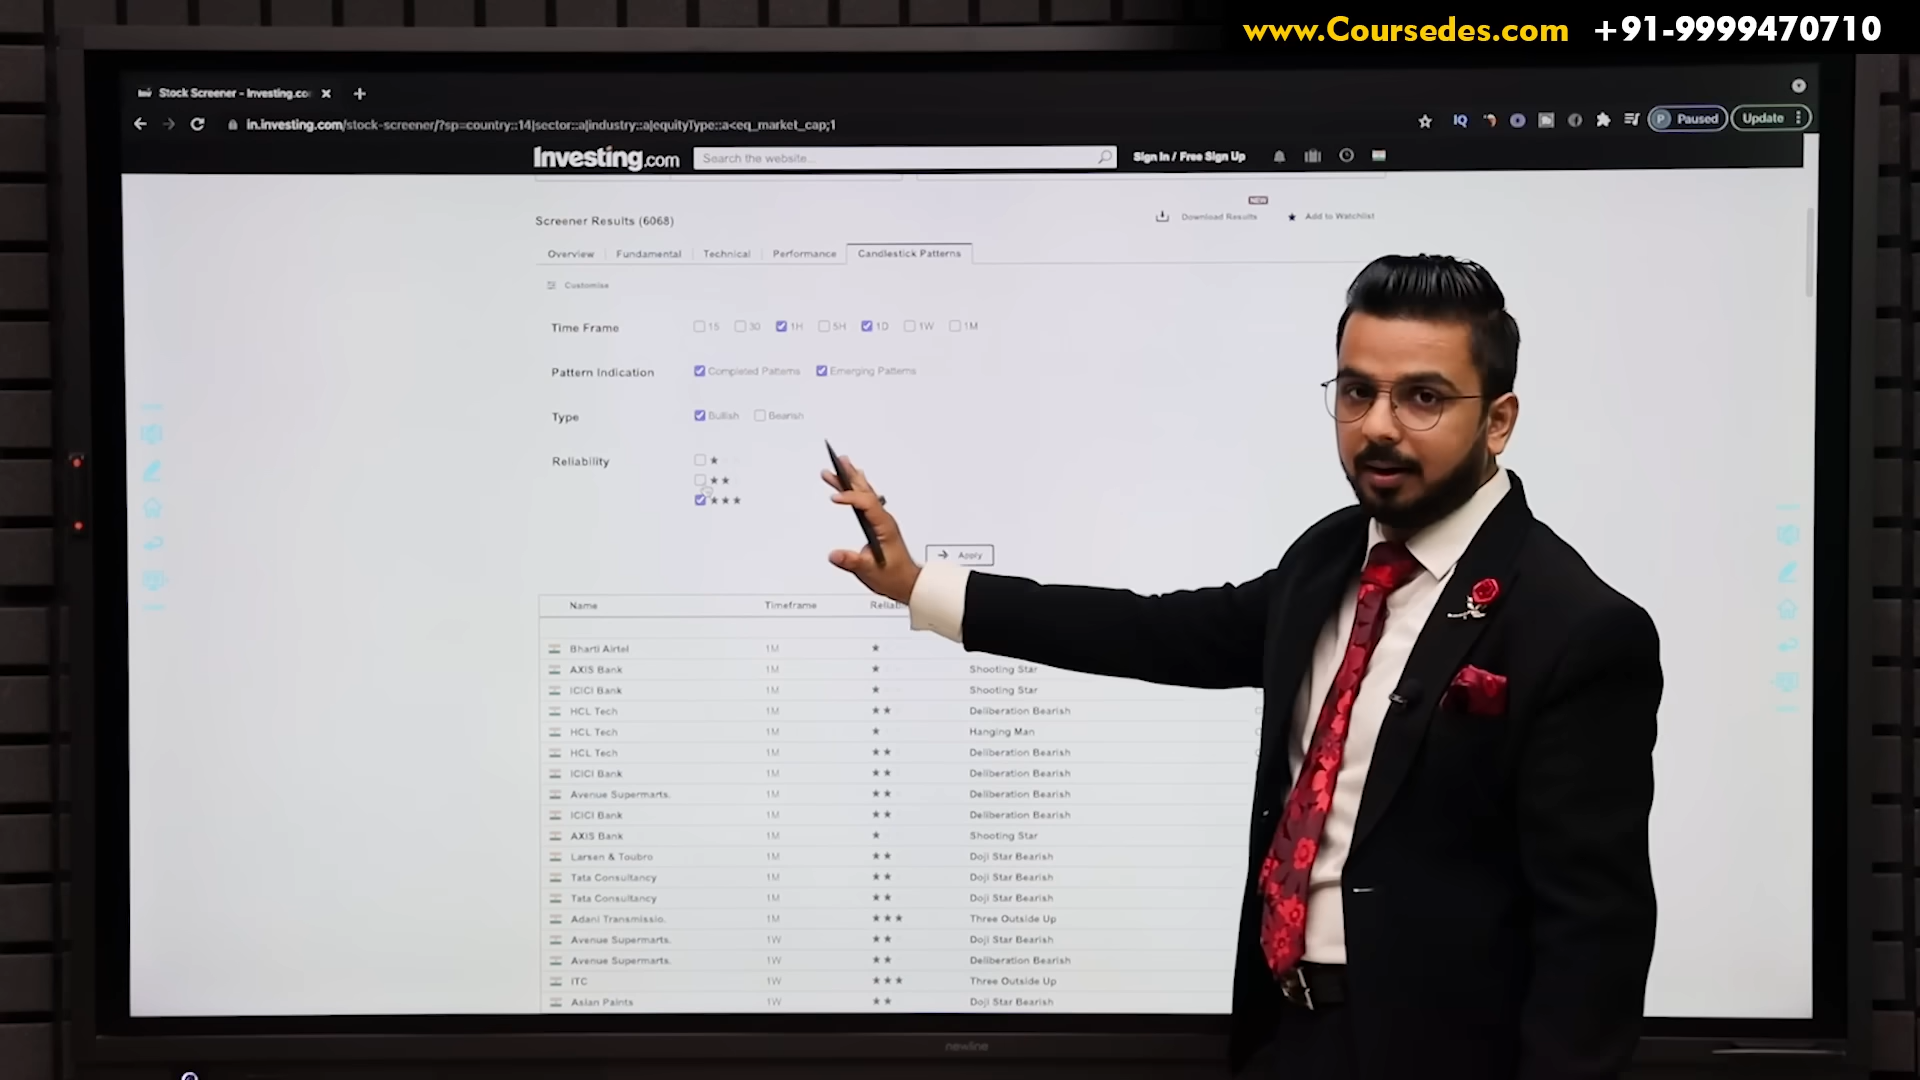 www.Coursedes.com +91-9999470710
Stock Screener - Investing.co
in.investing.com/stock-screener/?sp=country::14|sector::a|industry::a|equityType::a<eq_market_cap;1
IQ
P Paused
Update
Investing.com
Search the website...
Sign In / Free Sign Up
NEW
Screener Results (6068)
Download Results
Add to Watchlist
Overview Fundamental Technical Performance Candlestick Patterns
Customise
Time Frame 15 30 1H 5H 1D 1W 1M
Pattern Indication Completed Patterns Emerging Patterns
Type Bullish Bearish
Reliability ★
★★
★★★
Apply
Name Timeframe
Bharti Airtel 1M ★
AXIS Bank 1M ★ Shooting Star
ICICI Bank 1M ★ Shooting Star
HCL Tech 1M ★★ Deliberation Bearish
HCL Tech 1M ★ Hanging Man
HCL Tech 1M ★★ Deliberation Bearish
ICICI Bank 1M ★★ Deliberation Bearish
Avenue Supermarts. 1M ★★ Deliberation Bearish
ICICI Bank 1M ★★ Deliberation Bearish
AXIS Bank 1M ★ Shooting Star
Larsen & Toubro 1M ★★ Doji Star Bearish
Tata Consultancy 1M ★★ Doji Star Bearish
Tata Consultancy 1M ★★ Doji Star Bearish
Adani Transmissio. 1M ★★★ Three Outside Up
Avenue Supermarts. 1W ★★ Doji Star Bearish
Avenue Supermarts. 1W ★★ Deliberation Bearish
ITC 1W ★★★ Three Outside Up
Asian Paints 1W ★★ Doji Star Bearish
newline